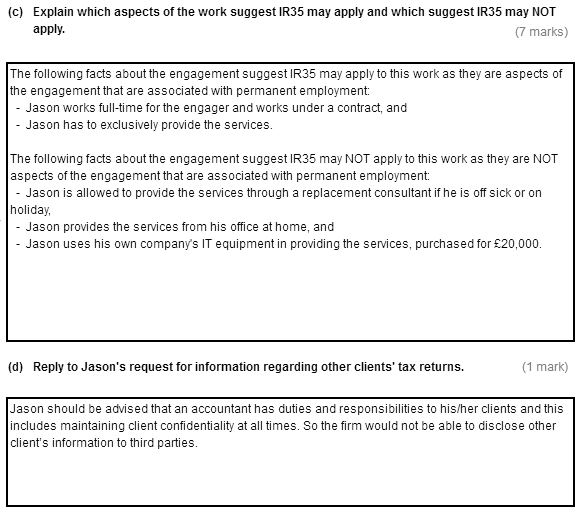 (c) Explain which aspects of the work suggest IR35 may apply and which suggest IR35 may NOT
apply. (7 marks)
The following facts about the engagement suggest IR35 may apply to this work as they are aspects of
the engagement that are associated with permanent employment:
- Jason works full-time for the engager and works under a contract, and
- Jason has to exclusively provide the services.
The following facts about the engagement suggest IR35 may NOT apply to this work as they are NOT
aspects of the engagement that are associated with permanent employment:
- Jason is allowed to provide the services through a replacement consultant if he is off sick or on
holiday,
- Jason provides the services from his office at home, and
- Jason uses his own company's IT equipment in providing the services, purchased for £20,000.
(d) Reply to Jason's request for information regarding other clients' tax returns. (1 mark)
Jason should be advised that an accountant has duties and responsibilities to his/her clients and this
includes maintaining client confidentiality at all times. So the firm would not be able to disclose other
client's information to third parties.